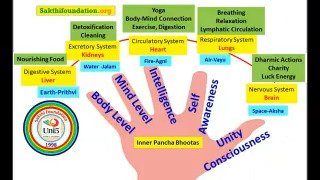 Sakthifoundation.org
Yoga
Body-Mind Connection
Exercise, Digestion
Breathing
Relaxation
Lymphatic Circulation
Detoxification
Cleaning
Nourishing Food
Excretory System
Kidneys
Circulatory System
Heart
Respiratory System
Lungs
Dharmic Actions
Charity
Luck Energy
Digestive System
Liver
Water -Jalam
Fire-Agni
Air-Vayu
Nervous System
Brain
Earth-Prithvi
Space-Aksha
Body Level
Mind Level
Intelligence
Self
Awareness
Unity
Consciousness
Inner Pancha Bhootas
Uni5
1998